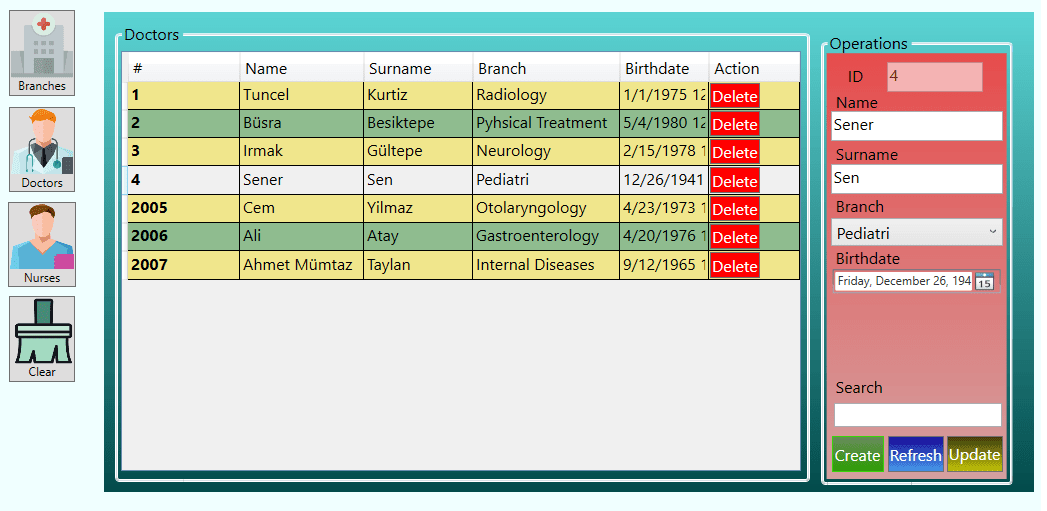 Branches
Doctors
Nurses
Clear
Doctors
# Name Surname Branch Birthdate Action
1 Tuncel Kurtiz Radiology 1/1/1975 12 Delete
2 Büsra Besiktepe Pyhsical Treatment 5/4/1980 12 Delete
3 Irmak Gültepe Neurology 2/15/1978 1 Delete
4 Sener Sen Pediatri 12/26/1941 Delete
2005 Cem Yilmaz Otolaryngology 4/23/1973 1 Delete
2006 Ali Atay Gastroenterology 4/20/1976 1 Delete
2007 Ahmet Mümtaz Taylan Internal Diseases 9/12/1965 1 Delete
Operations
ID 4
Name
Sener
Surname
Sen
Branch
Pediatri
Birthdate
Friday, December 26, 194 15
Search
Create Refresh Update